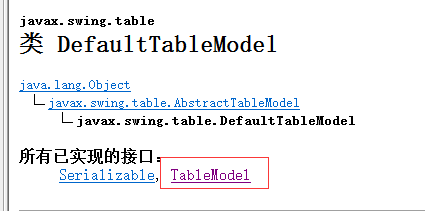 javax.swing.table
类 DefaultTableModel
java.lang.Object
javax.swing.table.AbstractTableModel
javax.swing.table.DefaultTableModel
所有已实现的接口：
Serializable, TableModel